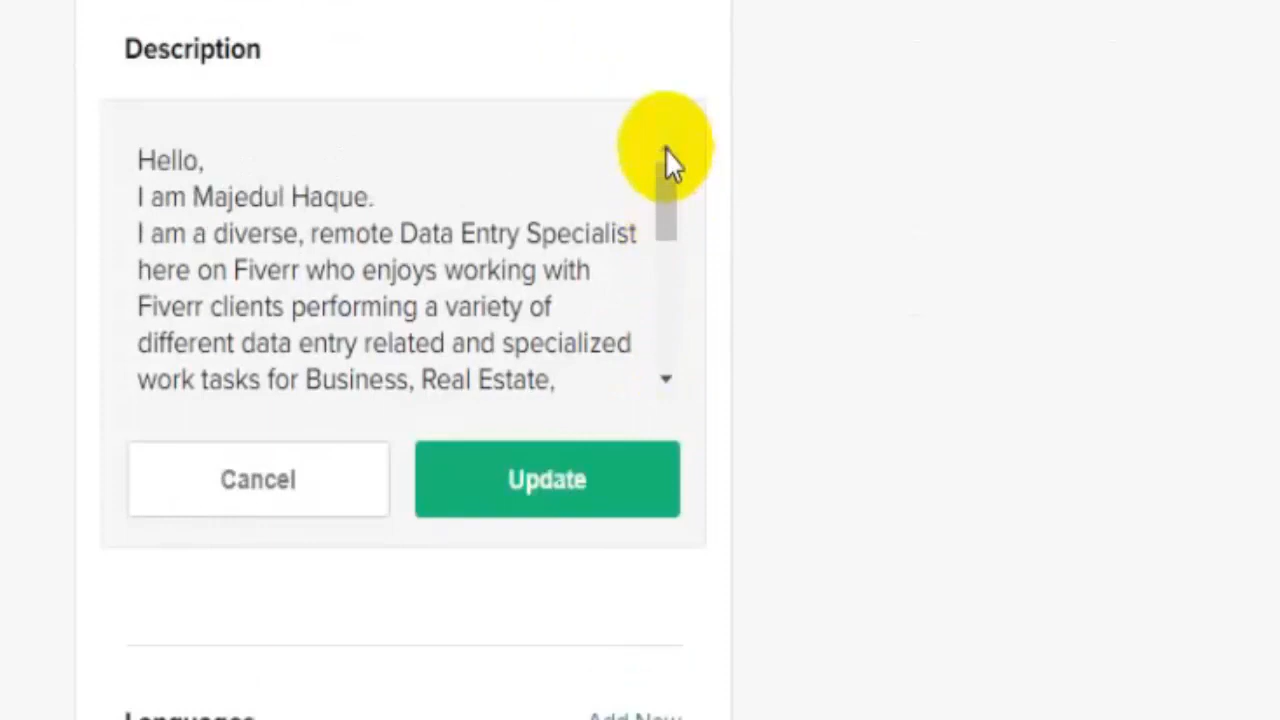 Description
Hello,
I am Majedul Haque.
I am a diverse, remote Data Entry Specialist
here on Fiverr who enjoys working with
Fiverr clients performing a variety of
different data entry related and specialized
work tasks for Business, Real Estate,
Cancel
Update
Languages
Add New